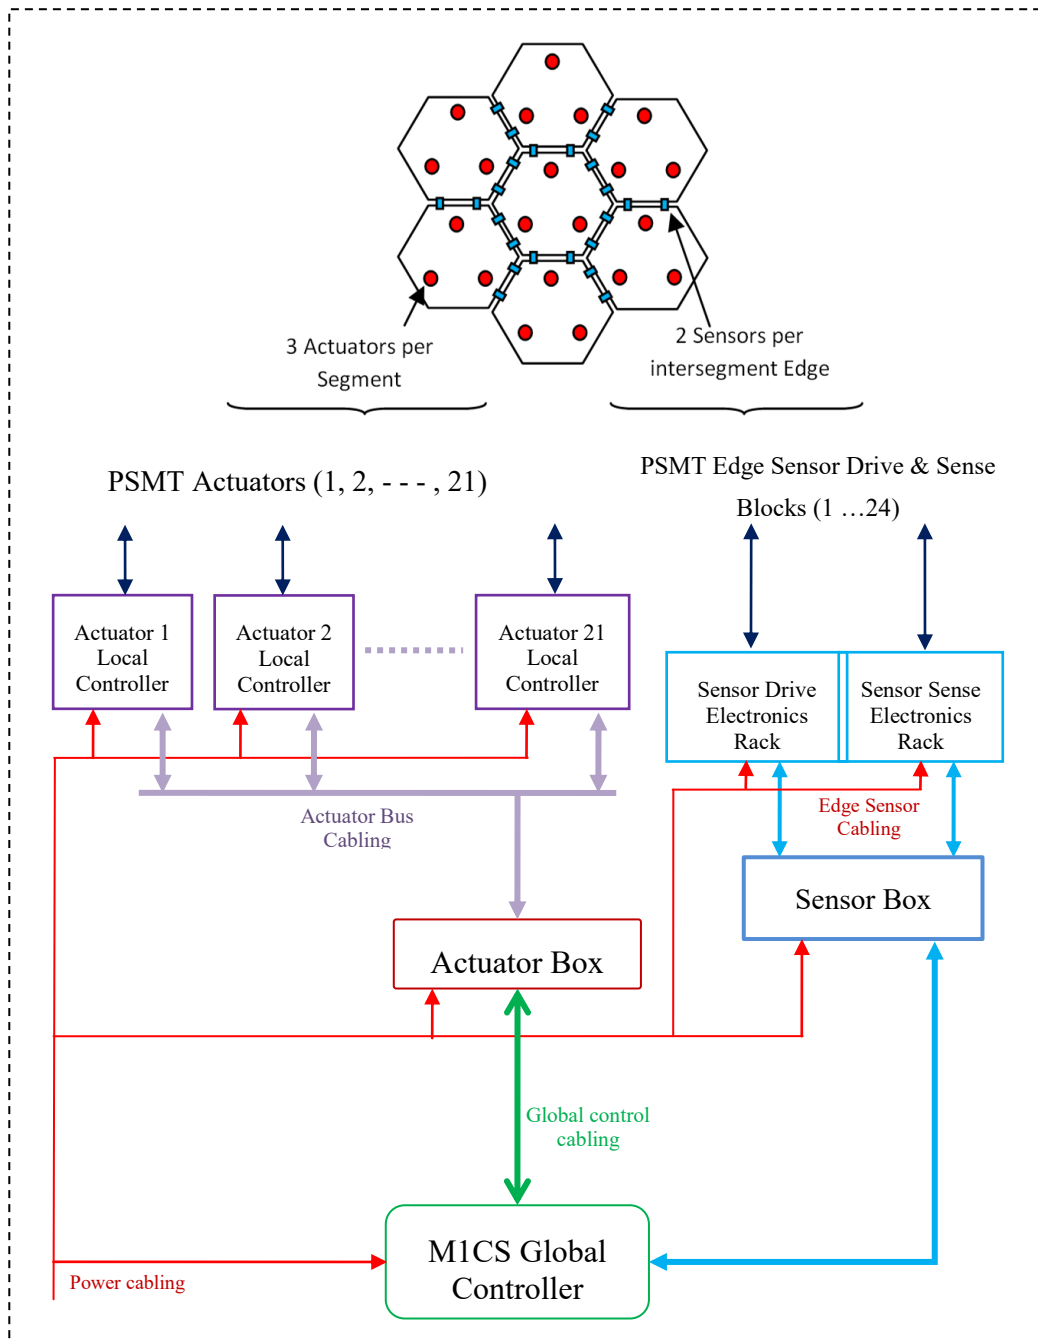 3 Actuators per
Segment
2 Sensors per
intersegment Edge
PSMT Actuators (1, 2, - - - , 21)
PSMT Edge Sensor Drive & Sense
Blocks (1 …24)
Actuator 1
Local
Controller
Actuator 2
Local
Controller
Actuator 21
Local
Controller
Sensor Drive
Electronics
Rack
Sensor Sense
Electronics
Rack
Actuator Bus
Cabling
Edge Sensor
Cabling
Sensor Box
Actuator Box
Global control
cabling
M1CS Global
Controller
Power cabling